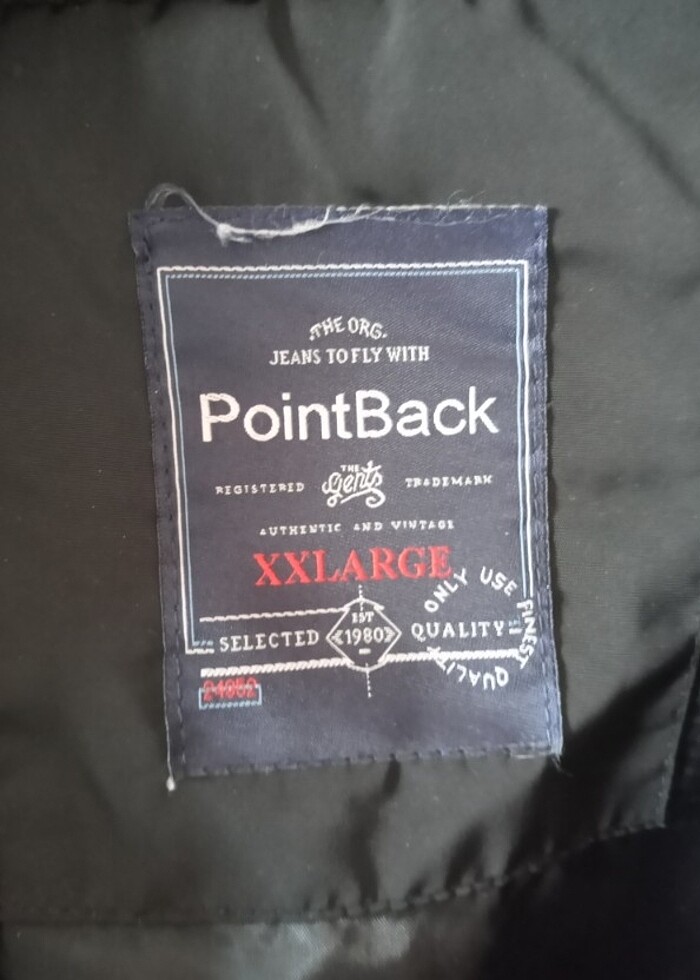 .THE ORG.
JEANS TO FLY WITH
PointBack
REGISTERED THE Gents TRADEMARK
AUTHENTIC AND VINTAGE
XXLARGE
ONLY USE FINEST QUALITY
EST
SELECTED 1980 QUALITY